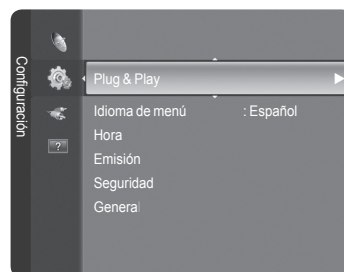 Configuración
Plug & Play
Idioma de menú : Español
Hora
Emisión
Seguridad
General